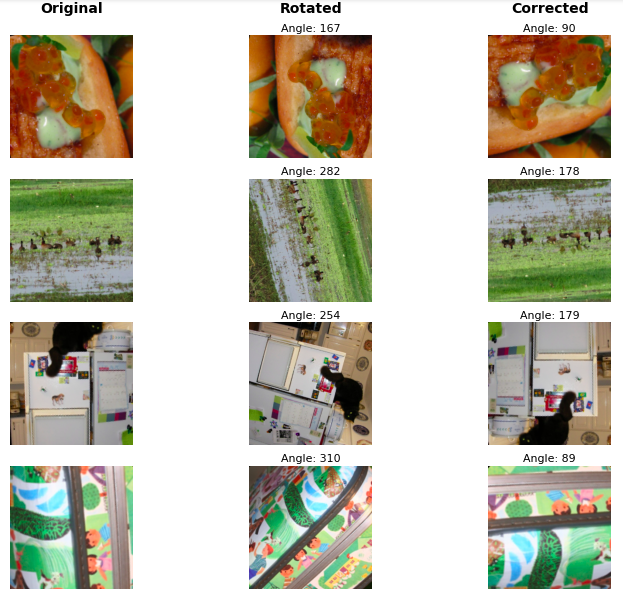 Original Rotated Corrected
Angle: 167 Angle: 90
Angle: 282 Angle: 178
Angle: 254 Angle: 179
Angle: 310 Angle: 89